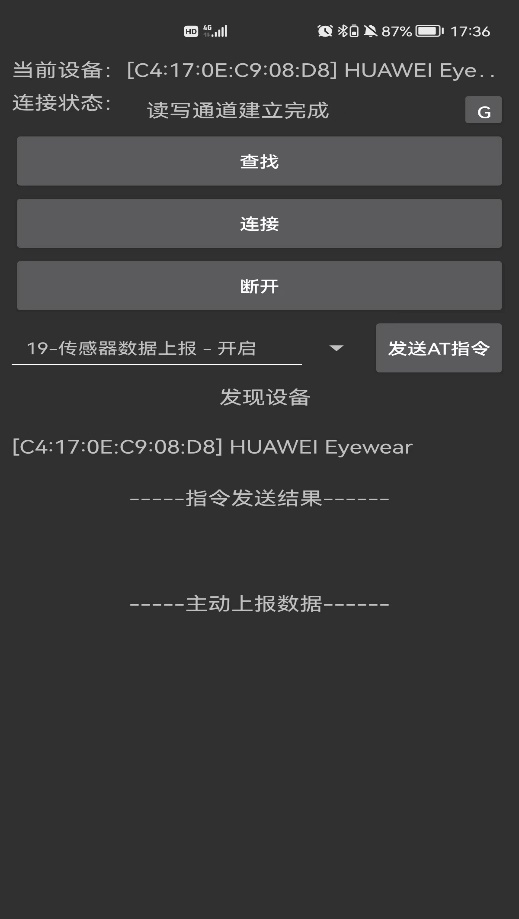 HD 4G 87% 17:36
当前设备: [C4:17:0E:C9:08:D8] HUAWEI Eye..
连接状态: 读写通道建立完成 G
查找
连接
断开
19-传感器数据上报 - 开启 发送AT指令
发现设备
[C4:17:0E:C9:08:D8] HUAWEI Eyewear
-----指令发送结果------
-----主动上报数据------